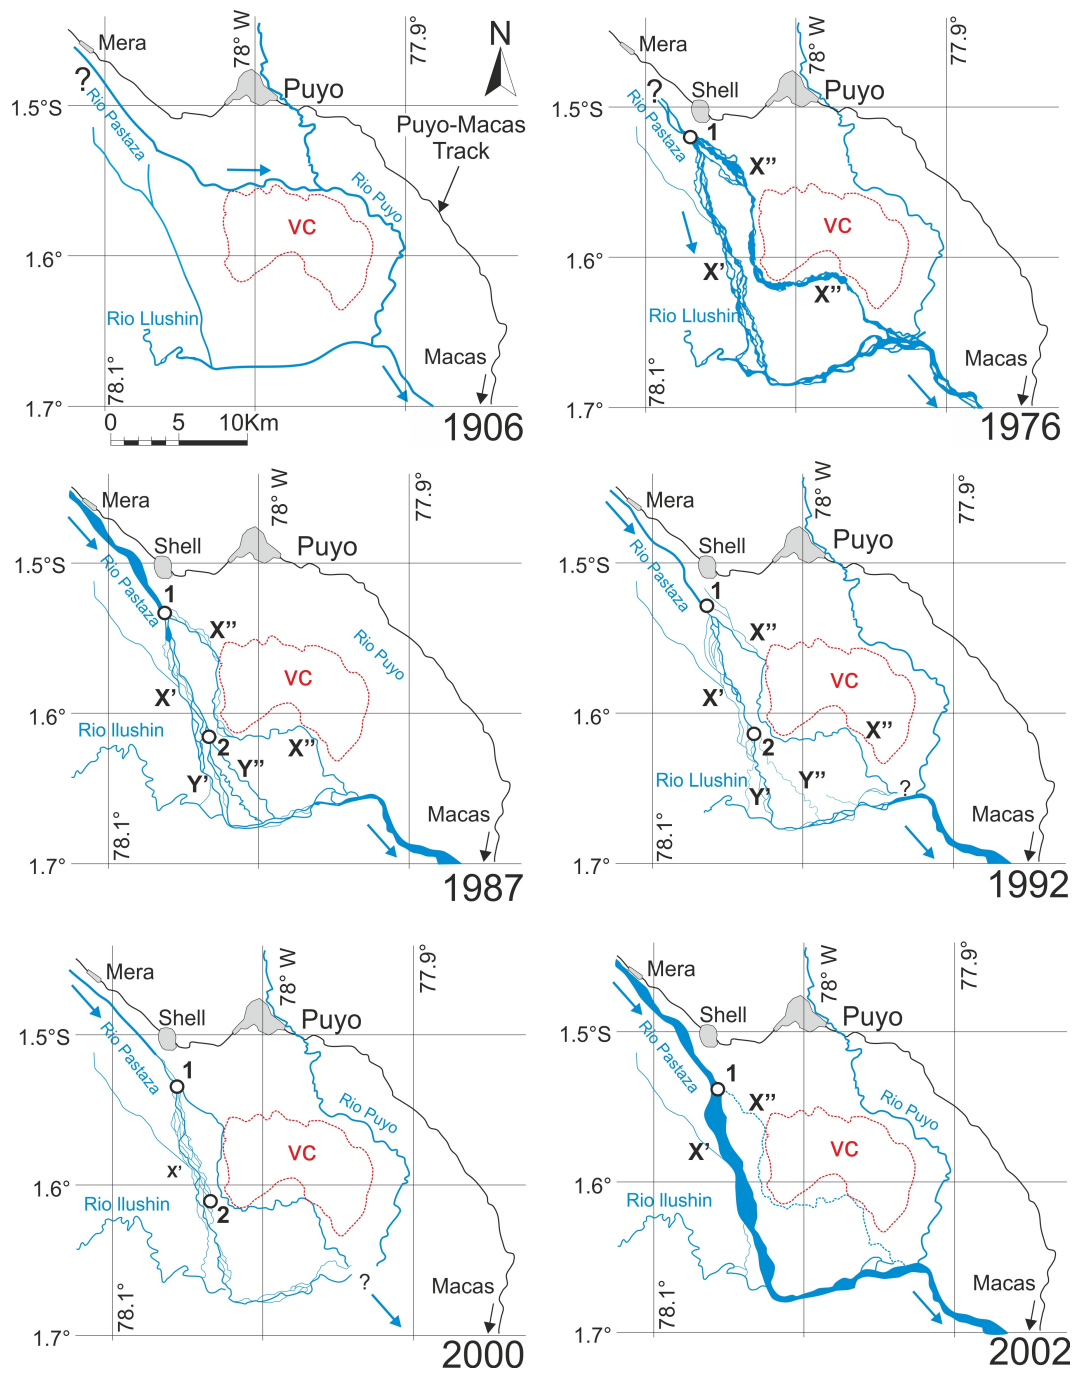 Mera
78° W
77.9°
N
?
Puyo
1.5°S
Rio Pastaza
Puyo-Macas
Track
Rio Puyo
VC
1.6°
Rio Llushin
Macas
78.1°
1.7°
0 5 10Km
1906
Mera
78° W
77.9°
?
Shell
Puyo
1.5°S
Rio Pastaza
1
X''
VC
1.6°
X'
X''
Rio Llushin
Macas
78.1°
1.7°
1976
Mera
78° W
77.9°
Shell
Puyo
1.5°S
Rio Pastaza
1
X''
Rio Puyo
VC
X'
1.6°
Rio llushin
2
X''
Y'
Y''
Macas
78.1°
1.7°
1987
Mera
78° W
77.9°
Shell
Puyo
1.5°S
Rio Pastaza
1
X''
VC
X'
1.6°
X''
2
Rio Llushin
Y'
Y''
?
Macas
78.1°
1.7°
1992
Mera
78° W
77.9°
Shell
Puyo
1.5°S
Rio Pastaza
1
Rio Puyo
VC
X'
1.6°
Rio llushin
2
?
Macas
78.1°
1.7°
2000
Mera
78° W
77.9°
Shell
Puyo
1.5°S
Rio Pastaza
1
X''
Rio Puyo
X'
VC
1.6°
Rio llushin
Macas
78.1°
1.7°
2002